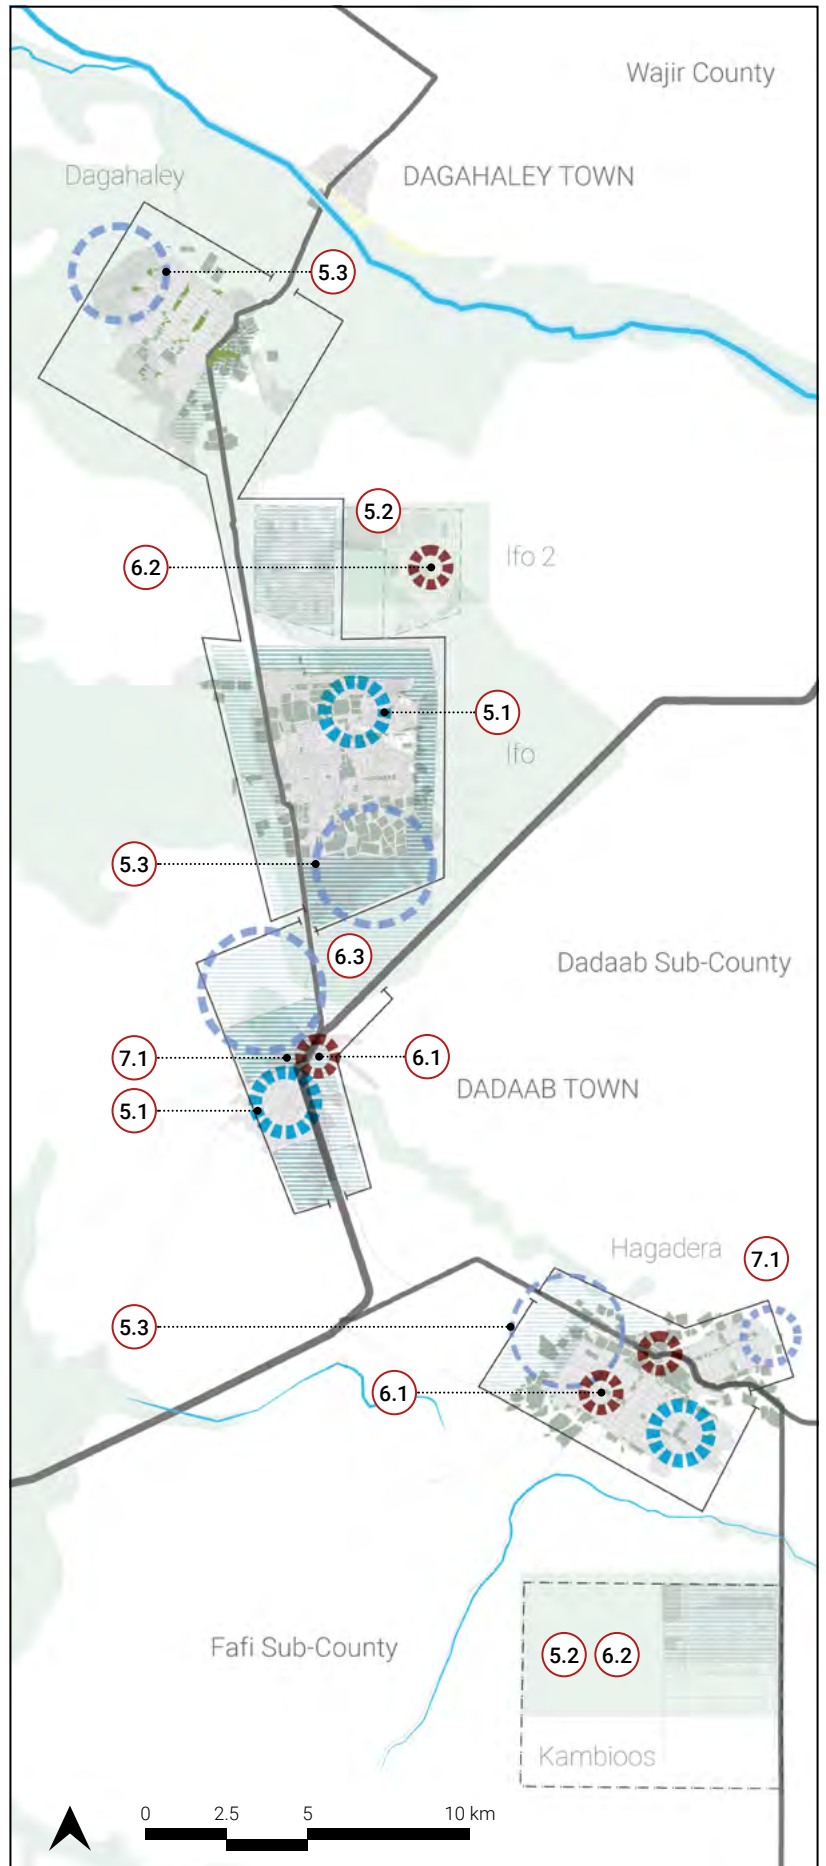 Wajir County
Dagahaley
DAGAHALEY TOWN
5.3
5.2
6.2
Ifo 2
5.1
Ifo
5.3
6.3
Dadaab Sub-County
7.1
6.1
DADAAB TOWN
5.1
Hagadera
7.1
5.3
6.1
Fafi Sub-County
5.2
6.2
Kambioos
0 2.5 5 10 km